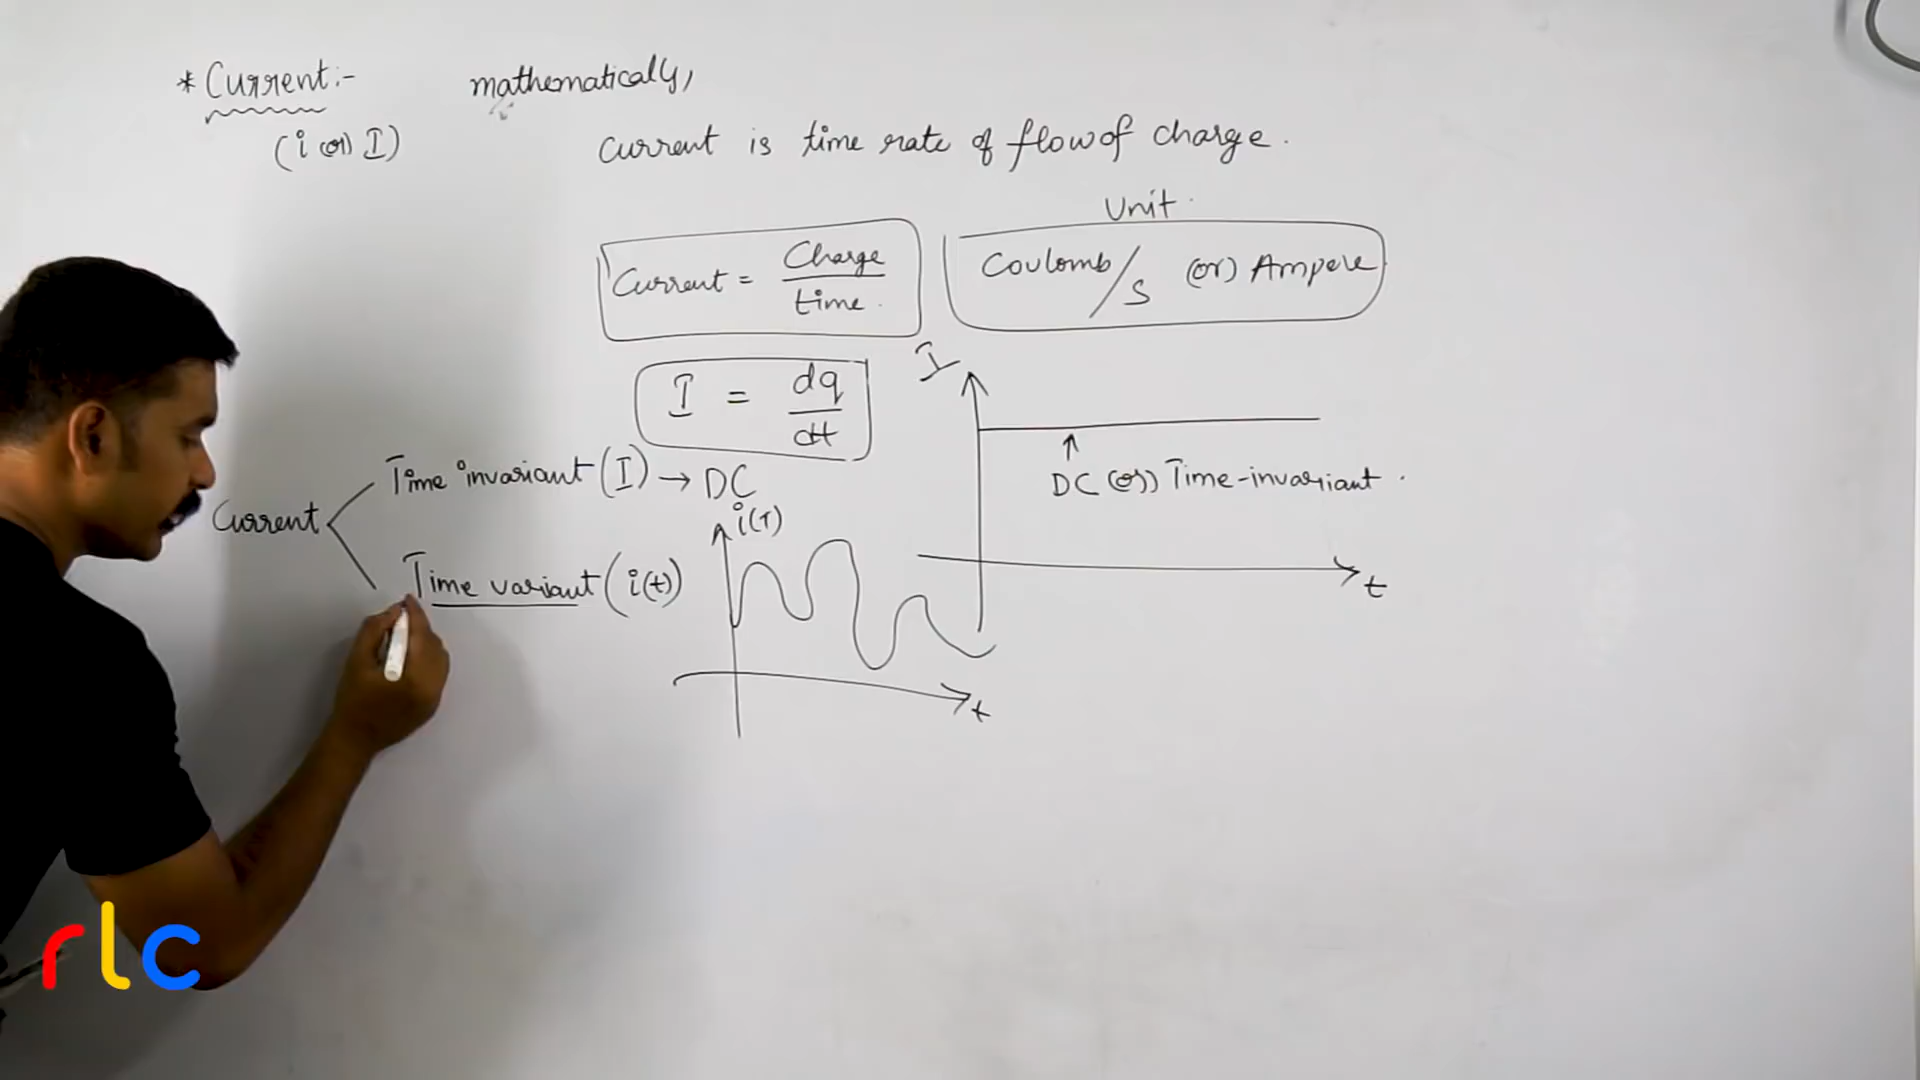 * Current:-
(i (or) I)
mathematically,
Current is time rate of flow of charge.
Current = Charge / time.
Unit.
Coulomb/s (or) Ampere
I = dq / dt
I
DC (or) Time-invariant.
t
Current
Time invariant (I) → DC
Time variant (i(t))
i(t)
t
rlc